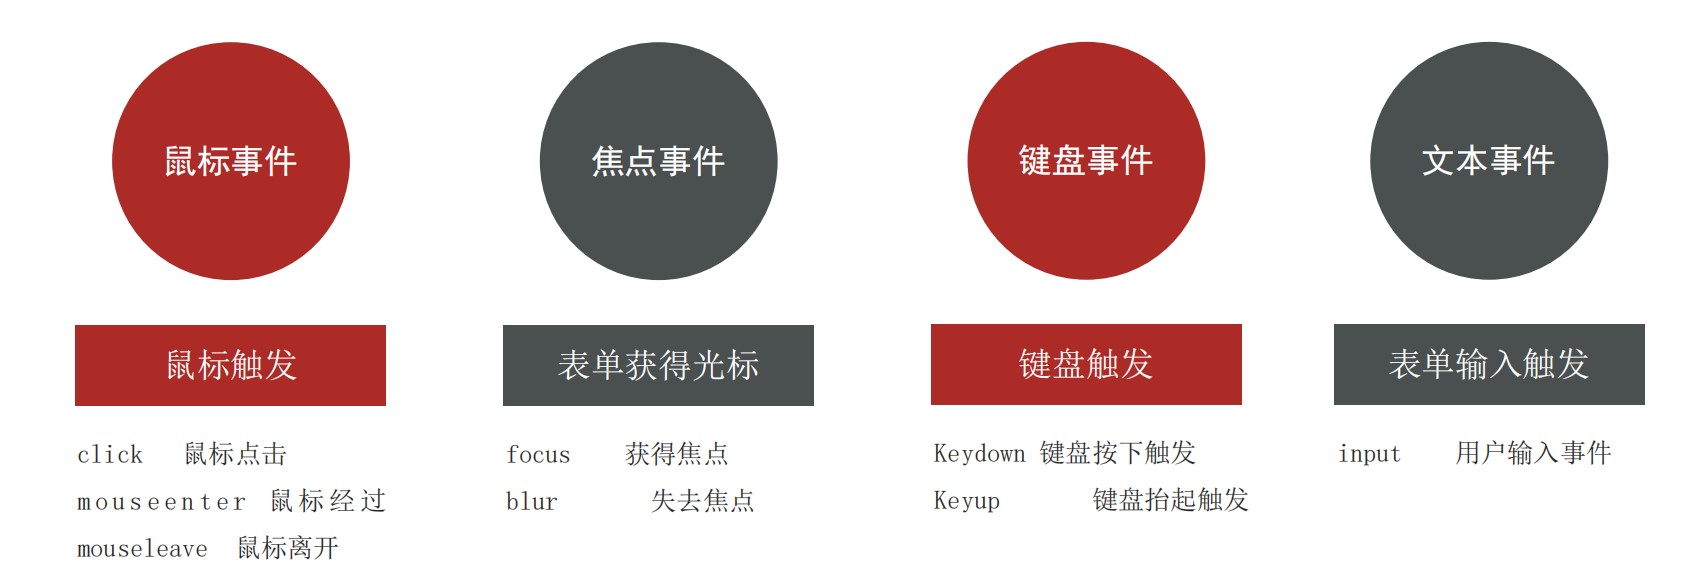 鼠标事件
焦点事件
键盘事件
文本事件
鼠标触发
表单获得光标
键盘触发
表单输入触发
click 鼠标点击
mouseenter 鼠标经过
mouseleave 鼠标离开
focus 获得焦点
blur 失去焦点
Keydown 键盘按下触发
Keyup 键盘抬起触发
input 用户输入事件